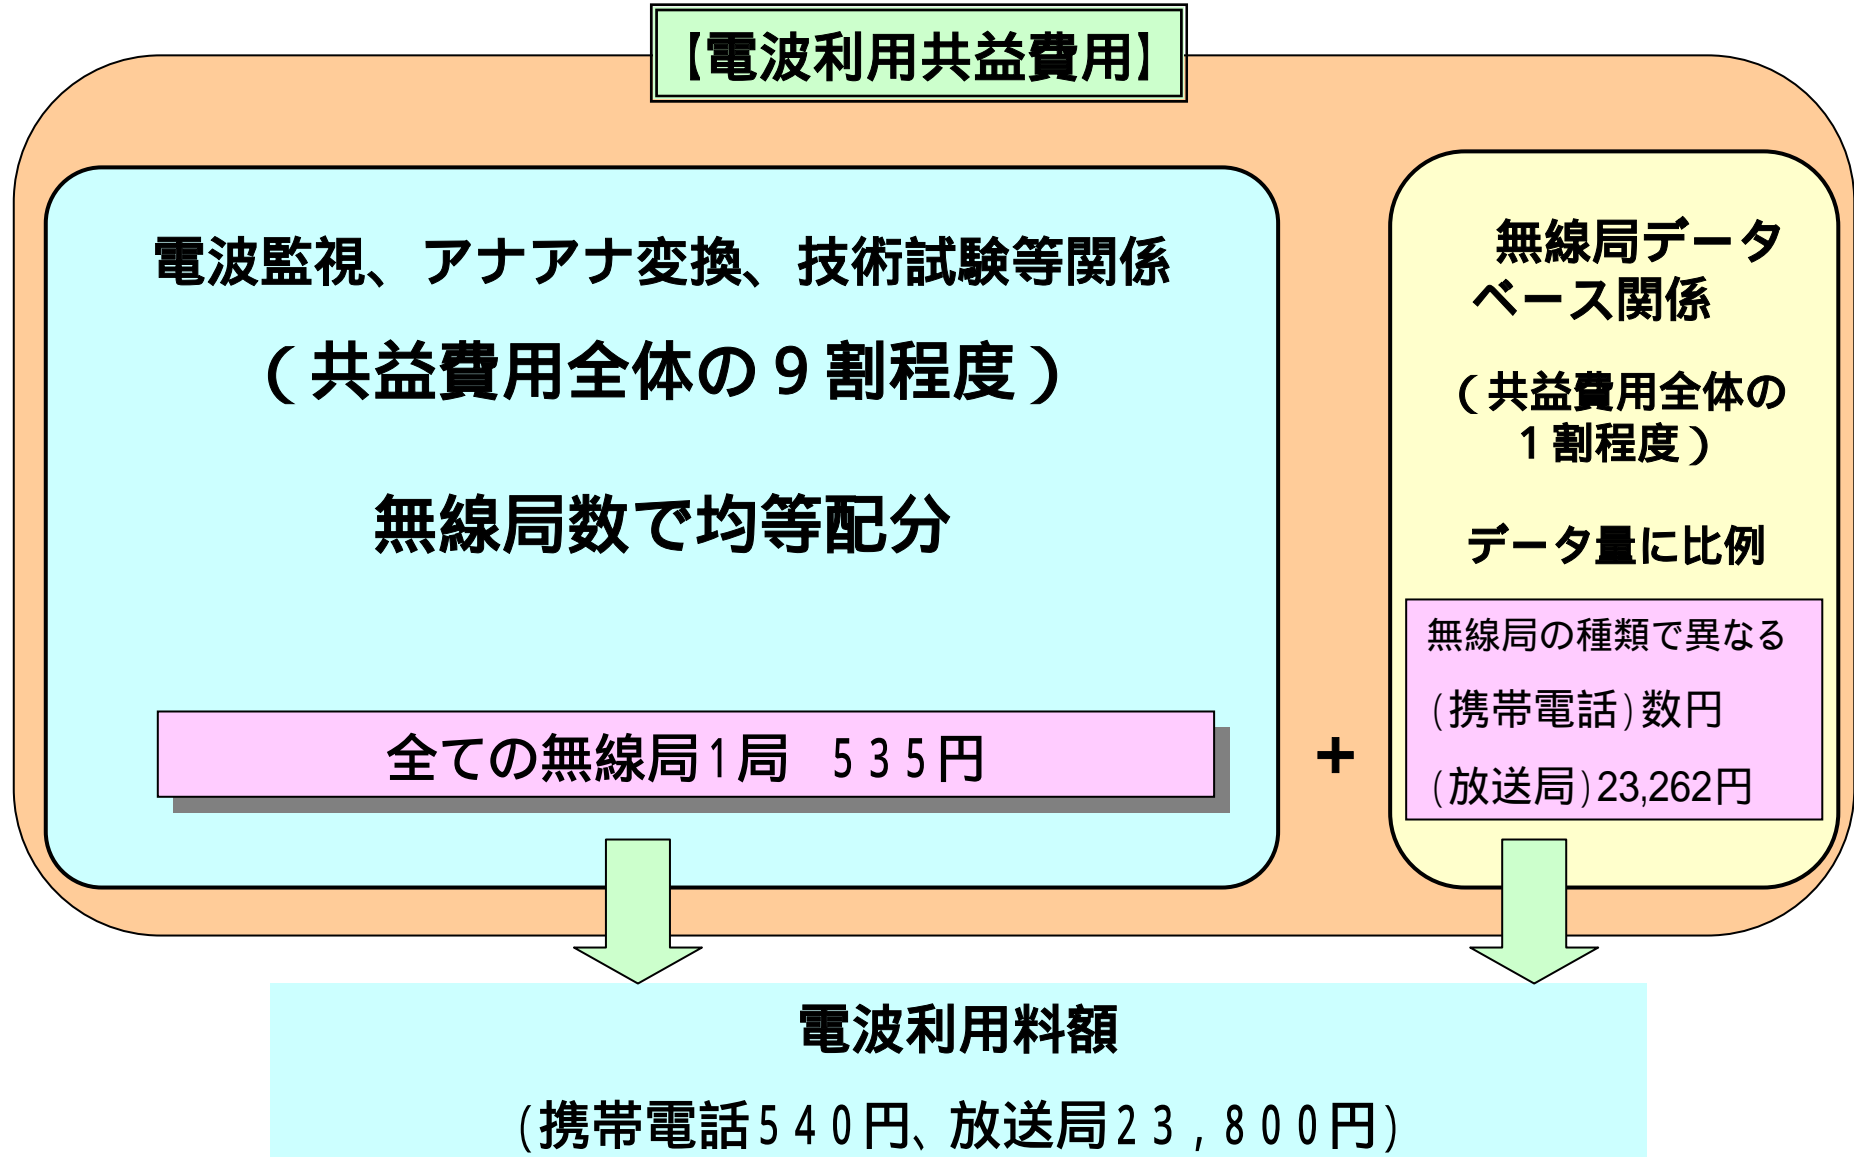 【電波利用共益費用】
電波監視、アナアナ変換、技術試験等関係
（共益費用全体の９割程度）
無線局数で均等配分
全ての無線局1局　５３５円
+
無線局データ
ベース関係
（共益費用全体の
１割程度）
データ量に比例
無線局の種類で異なる
(携帯電話)数円
(放送局)23,262円
電波利用料額
(携帯電話５４０円、放送局２３，８００円)